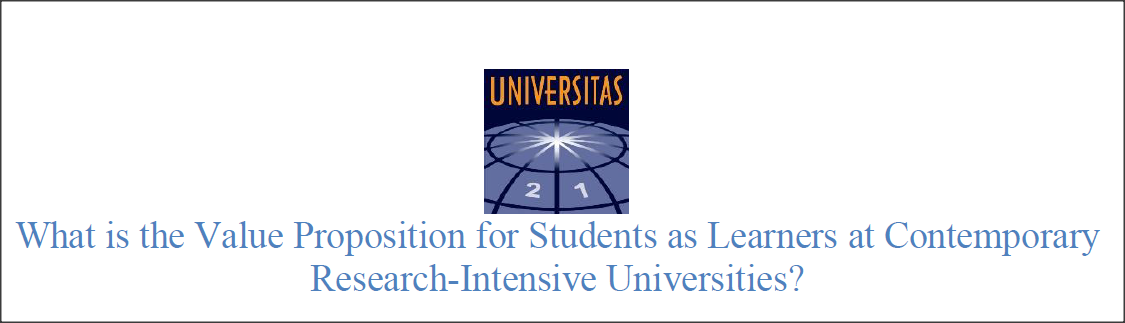 UNIVERSITAS
2 1
What is the Value Proposition for Students as Learners at Contemporary
Research-Intensive Universities?